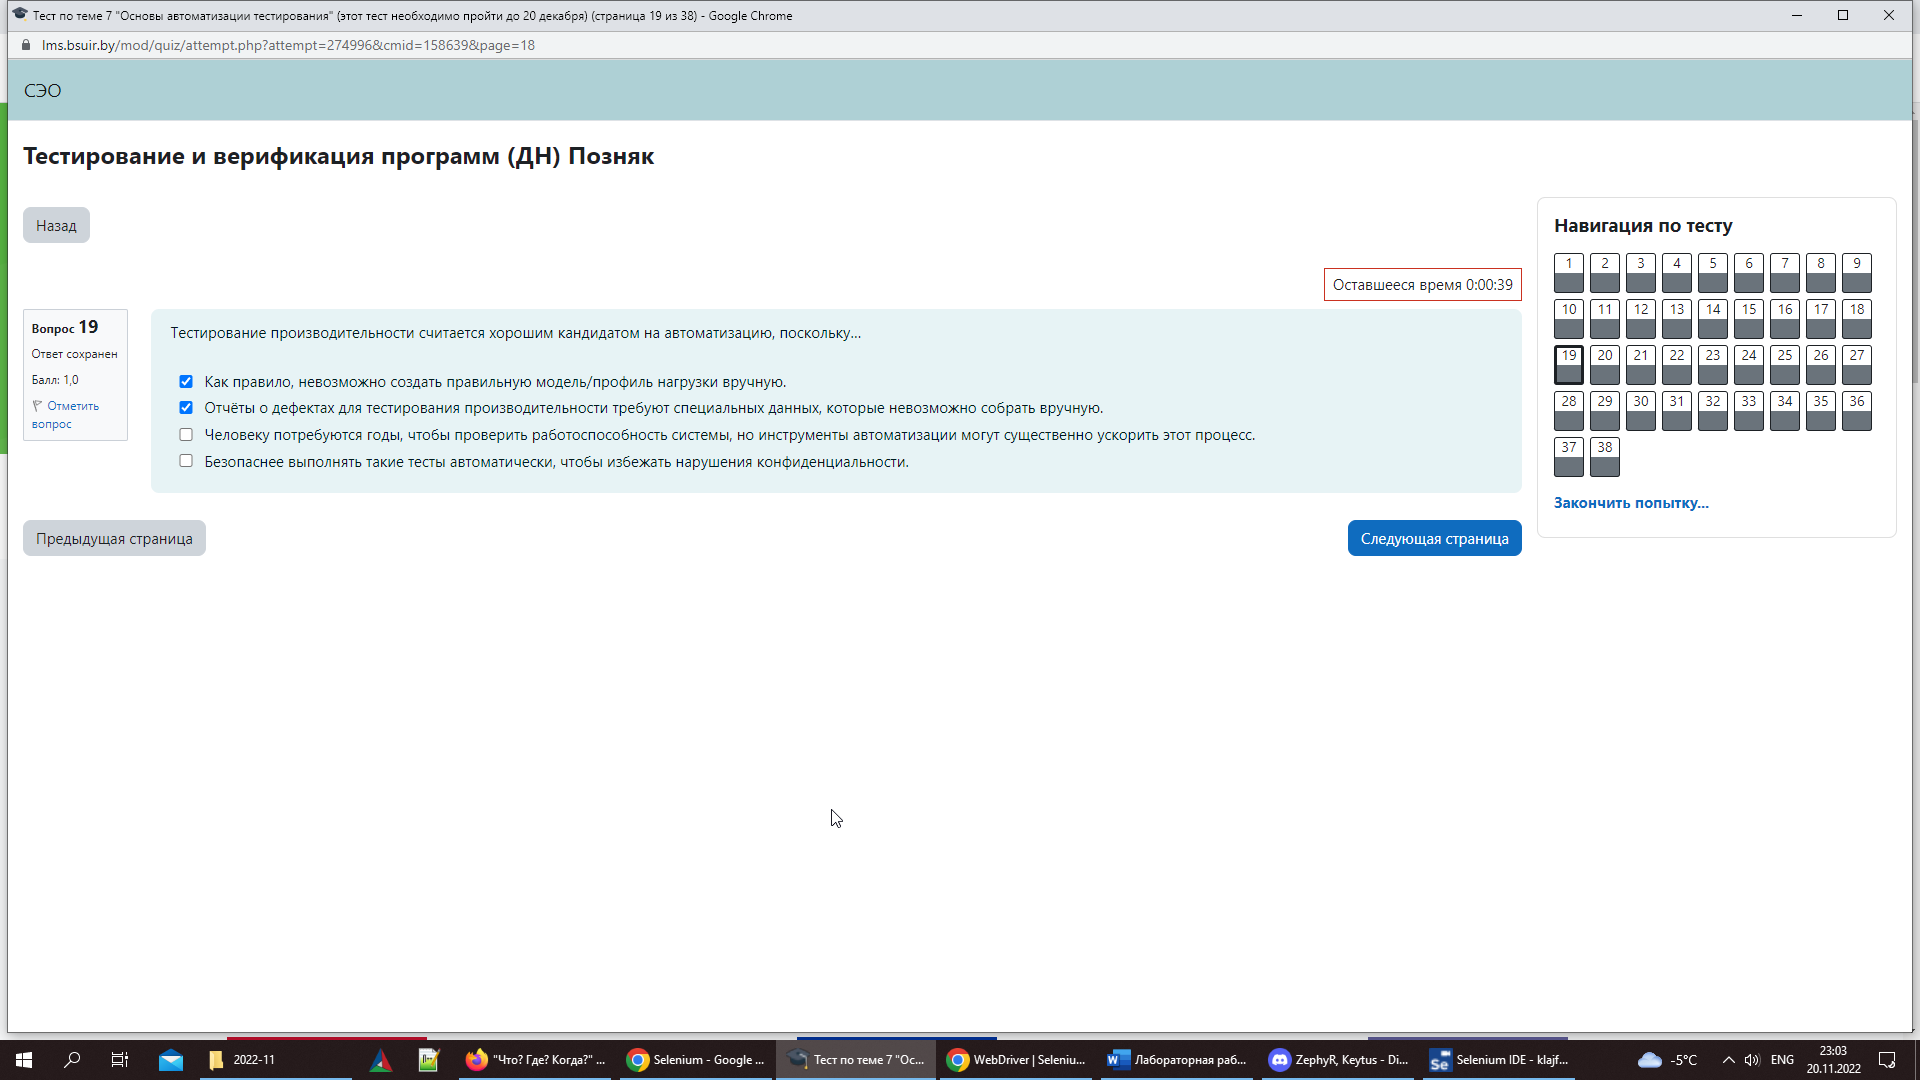 Тест по теме 7 "Основы автоматизации тестирования" (этот тест необходимо пройти до 20 декабря) (страница 19 из 38) - Google Chrome
lms.bsuir.by/mod/quiz/attempt.php?attempt=274996&cmid=158639&page=18
СЭО
Тестирование и верификация программ (ДН) Позняк
Назад
Оставшееся время 0:00:39
Вопрос 19
Ответ сохранен
Балл: 1,0
Отметить
вопрос
Тестирование производительности считается хорошим кандидатом на автоматизацию, поскольку...
Как правило, невозможно создать правильную модель/профиль нагрузки вручную.
Отчёты о дефектах для тестирования производительности требуют специальных данных, которые невозможно собрать вручную.
Человеку потребуются годы, чтобы проверить работоспособность системы, но инструменты автоматизации могут существенно ускорить этот процесс.
Безопаснее выполнять такие тесты автоматически, чтобы избежать нарушения конфиденциальности.
Предыдущая страница
Следующая страница
Навигация по тесту
1 2 3 4 5 6 7 8 9
10 11 12 13 14 15 16 17 18
19 20 21 22 23 24 25 26 27
28 29 30 31 32 33 34 35 36
37 38
Закончить попытку...
2022-11
"Что? Где? Когда?" ...
Selenium - Google ...
Тест по теме 7 "Ос...
WebDriver | Seleniu...
Лабораторная раб...
ZephyR, Keytus - Di...
Selenium IDE - klajf...
-5°C
ENG
23:03
20.11.2022